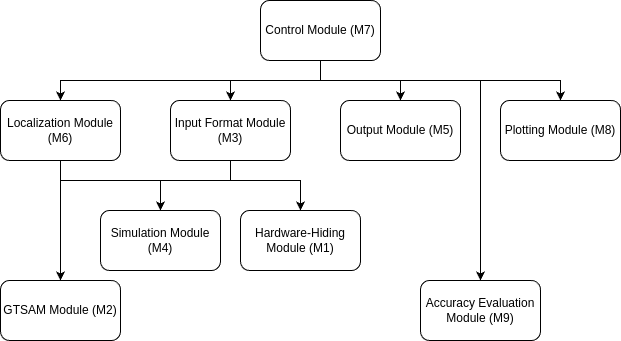 Control Module (M7)
Localization Module
(M6)
Input Format Module
(M3)
Output Module (M5)
Plotting Module (M8)
Simulation Module
(M4)
Hardware-Hiding
Module (M1)
GTSAM Module (M2)
Accuracy Evaluation
Module (M9)